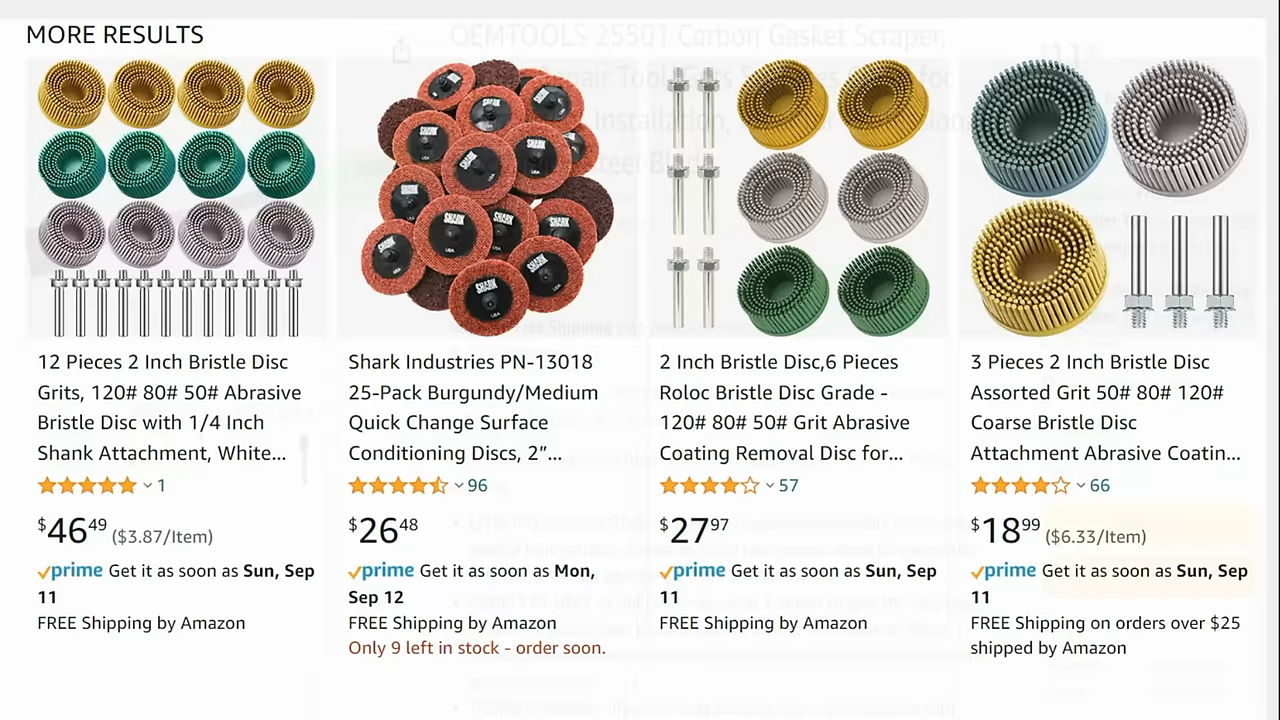 MORE RESULTS
OEMTOOLS 25501 Carbon Gasket Scraper,
SHARK
USA
12 Pieces 2 Inch Bristle Disc
Grits, 120# 80# 50# Abrasive
Bristle Disc with 1/4 Inch
Shank Attachment, White...
1
$46 49 ($3.87/Item)
prime Get it as soon as Sun, Sep
11
FREE Shipping by Amazon
Shark Industries PN-13018
25-Pack Burgundy/Medium
Quick Change Surface
Conditioning Discs, 2”...
96
$26 48
prime Get it as soon as Mon,
Sep 12
FREE Shipping by Amazon
Only 9 left in stock - order soon.
2 Inch Bristle Disc,6 Pieces
Roloc Bristle Disc Grade -
120# 80# 50# Grit Abrasive
Coating Removal Disc for...
57
$27 97
prime Get it as soon as Sun, Sep
11
FREE Shipping by Amazon
3 Pieces 2 Inch Bristle Disc
Assorted Grit 50# 80# 120#
Coarse Bristle Disc
Attachment Abrasive Coatin...
66
$18 99 ($6.33/Item)
prime Get it as soon as Sun, Sep
11
FREE Shipping on orders over $25
shipped by Amazon